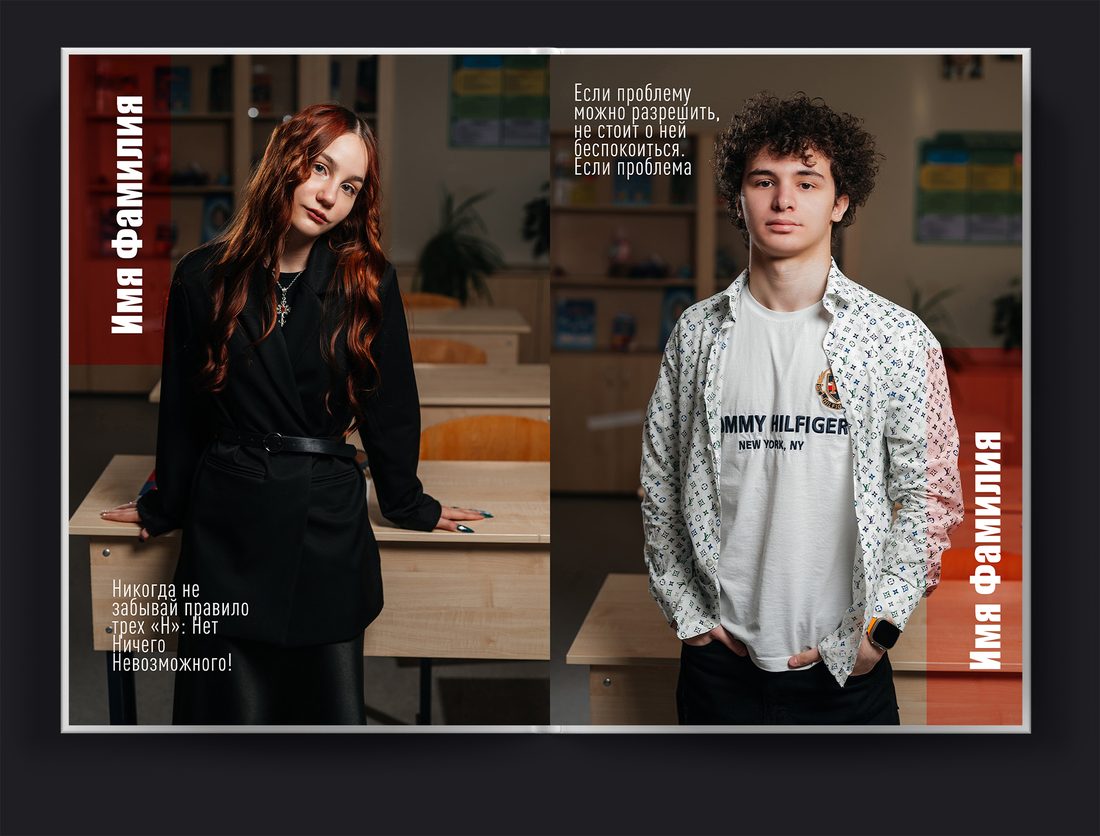 Имя Фамилия
Никогда не
забывай правило
трех «Н»: Нет
Ничего
Невозможного!
Если проблему
можно разрешить,
не стоит о ней
беспокоиться.
Если проблема
OMMY HILFIGER
NEW YORK, NY
Имя Фамилия